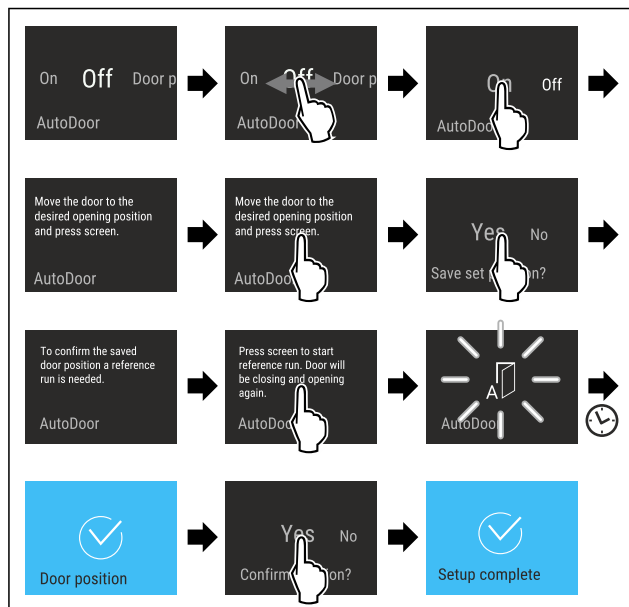 On Off Door p
AutoDoor
On Off Door p
AutoDoo
On Off
AutoDoo
Move the door to the
desired opening position
and press screen.
AutoDoor
Move the door to the
desired opening position
and press screen.
AutoDoor
Yes No
Save set p n?
To confirm the saved
door position a reference
run is needed.
AutoDoor
Press screen to start
reference run. Door will
be closing and opening
again.
AutoDoo
A
AutoDoor
Door position
Yes No
Confirm on?
Setup complete